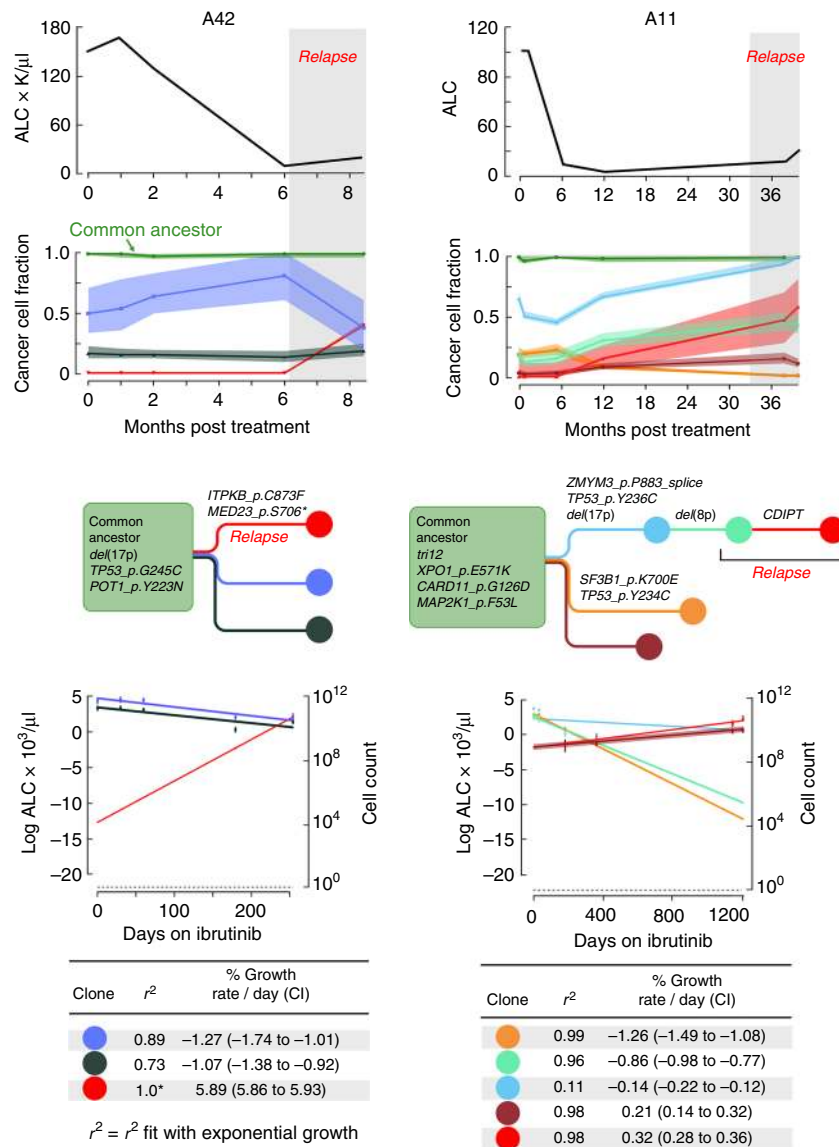 A42
A11
ALC × K/µl
180
120
60
0
Relapse
0
2
4
6
8
ALC
120
60
0
Relapse
0
6
12
18
24
30
36
Common ancestor
Cancer cell fraction
1.0
0.5
0
0
2
4
6
8
Months post treatment
Cancer cell fraction
1.0
0.5
0
0
6
12
18
24
30
36
Months post treatment
Common
ancestor
del(17p)
TP53_p.G245C
POT1_p.Y223N
ITPKB_p.C873F
MED23_p.S706*
Relapse
Common
ancestor
tri12
XPO1_p.E571K
CARD11_p.G126D
MAP2K1_p.F53L
ZMYM3_p.P883_splice
TP53_p.Y236C
del(17p)
del(8p)
CDIPT
Relapse
SF3B1_p.K700E
TP53_p.Y234C
Log ALC × 10³/µl
5
0
−5
−10
−15
−20
10¹²
10⁸
10⁴
10⁰
Cell count
0
100
200
Days on ibrutinib
Log ALC × 10³/µl
5
0
−5
−10
−15
−20
10¹²
10⁸
10⁴
10⁰
Cell count
0
400
800
1200
Days on ibrutinib
% Growth
Clone r² rate / day (CI)
0.89 −1.27 (−1.74 to −1.01)
0.73 −1.07 (−1.38 to −0.92)
1.0* 5.89 (5.86 to 5.93)
r² = r² fit with exponential growth
% Growth
Clone r² rate / day (CI)
0.99 −1.26 (−1.49 to −1.08)
0.96 −0.86 (−0.98 to −0.77)
0.11 −0.14 (−0.22 to −0.12)
0.98 0.21 (0.14 to 0.32)
0.98 0.32 (0.28 to 0.36)